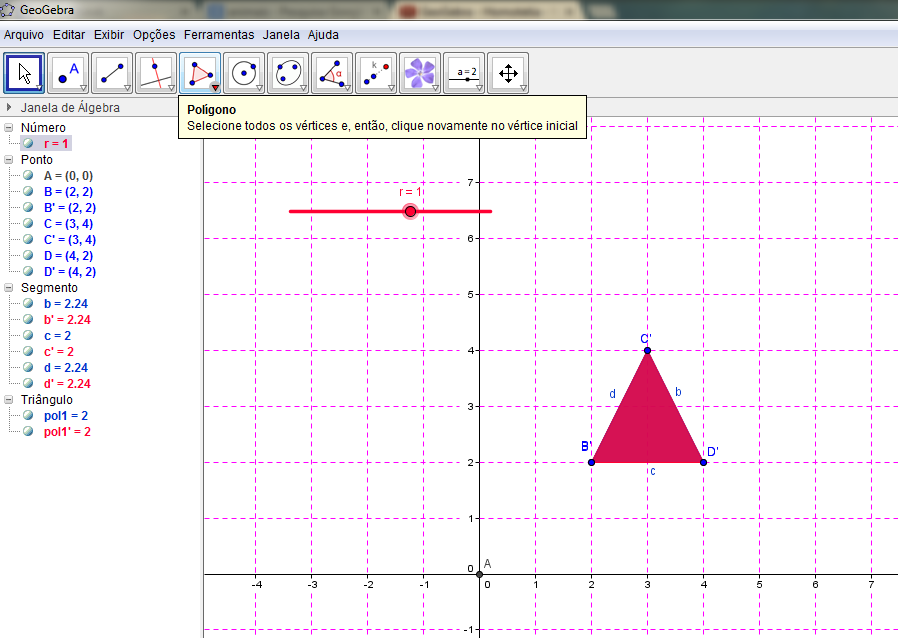 GeoGebra
Arquivo Editar Exibir Opções Ferramentas Janela Ajuda
A
α
k
a = 2
Janela de Álgebra
Polígono
Selecione todos os vértices e, então, clique novamente no vértice inicial
Número
r = 1
Ponto
A = (0, 0)
B = (2, 2)
B' = (2, 2)
C = (3, 4)
C' = (3, 4)
D = (4, 2)
D' = (4, 2)
Segmento
b = 2.24
b' = 2.24
c = 2
c' = 2
d = 2.24
d' = 2.24
Triângulo
pol1 = 2
pol1' = 2
7
r = 1
6
5
4
C'
3
d
b
2
B'
D'
c
1
0
A
-4 -3 -2 -1 0 1 2 3 4 5 6 7
-1